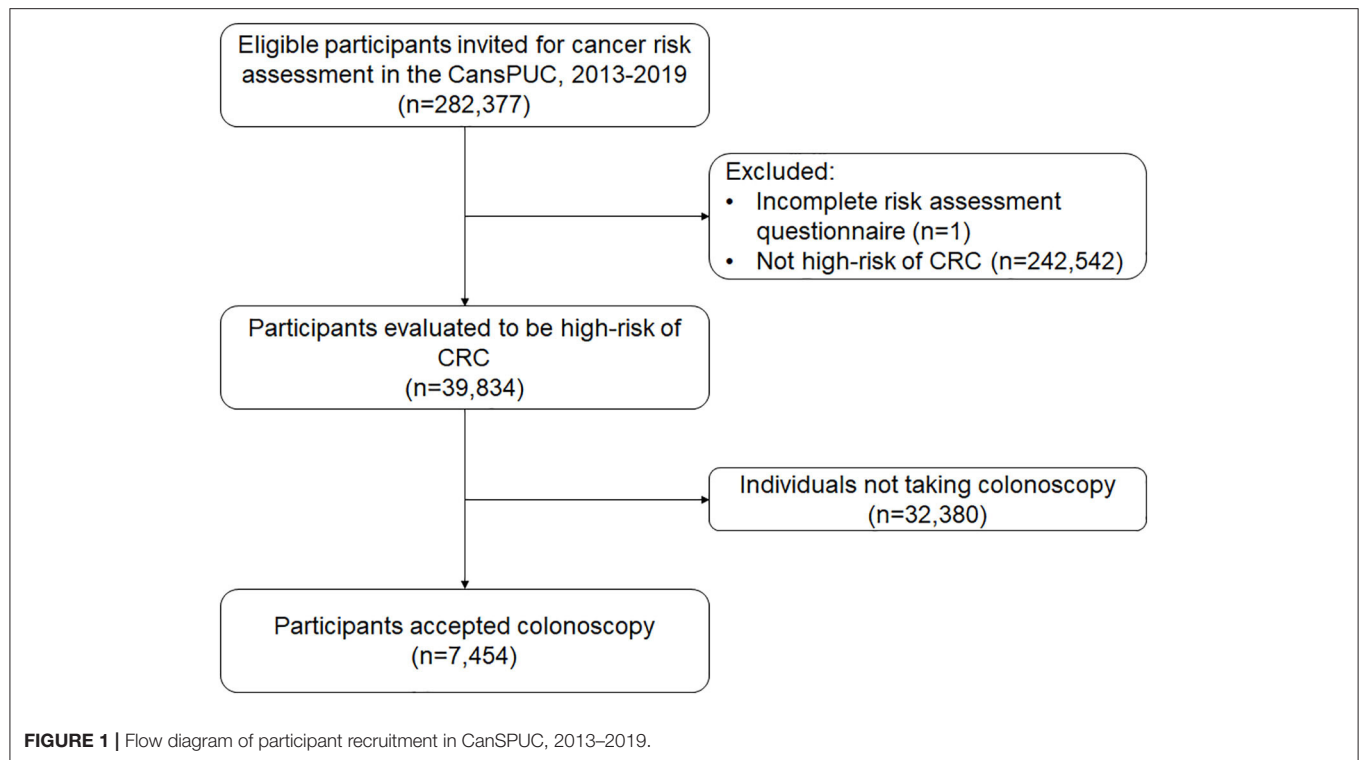 Eligible participants invited for cancer risk
assessment in the CansPUC, 2013-2019
(n=282,377)
Excluded:
• Incomplete risk assessment
questionnaire (n=1)
• Not high-risk of CRC (n=242,542)
Participants evaluated to be high-risk of
CRC
(n=39,834)
Individuals not taking colonoscopy
(n=32,380)
Participants accepted colonoscopy
(n=7,454)
FIGURE 1 | Flow diagram of participant recruitment in CanSPUC, 2013–2019.